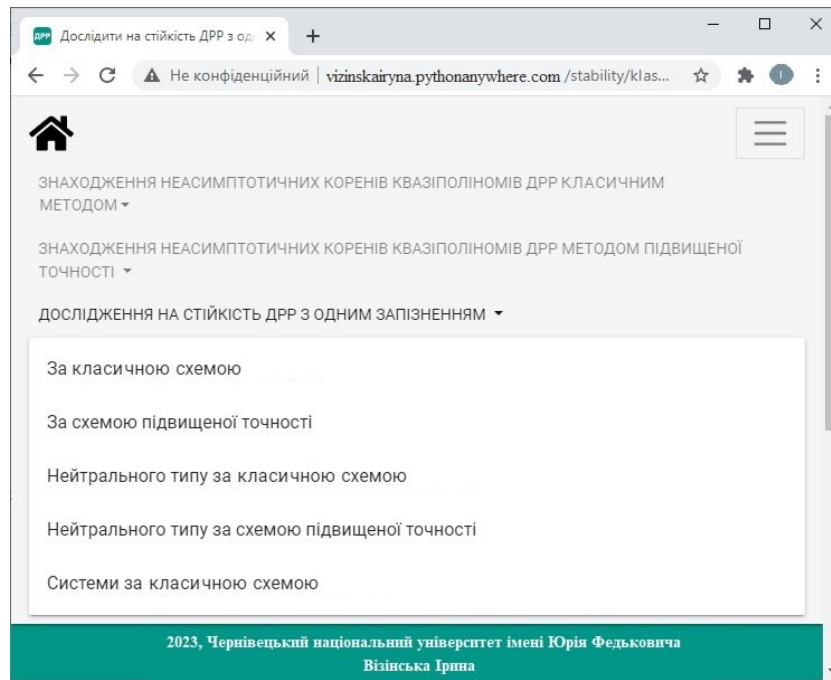 ДРР Дослідити на стійкість ДРР з од
Не конфіденційний vizinskairyna.pythonanywhere.com /stability/klas...
І
ЗНАХОДЖЕННЯ НЕАСИМПТОТИЧНИХ КОРЕНІВ КВАЗІПОЛІНОМІВ ДРР КЛАСИЧНИМ
МЕТОДОМ
ЗНАХОДЖЕННЯ НЕАСИМПТОТИЧНИХ КОРЕНІВ КВАЗІПОЛІНОМІВ ДРР МЕТОДОМ ПІДВИЩЕНОЇ
ТОЧНОСТІ
ДОСЛІДЖЕННЯ НА СТІЙКІСТЬ ДРР З ОДНИМ ЗАПІЗНЕННЯМ
За класичною схемою
За схемою підвищеної точності
Нейтрального типу за класичною схемою
Нейтрального типу за схемою підвищеної точності
Системи за класичною схемою
2023, Чернівецький національний університет імені Юрія Федьковича
Візінська Ірина